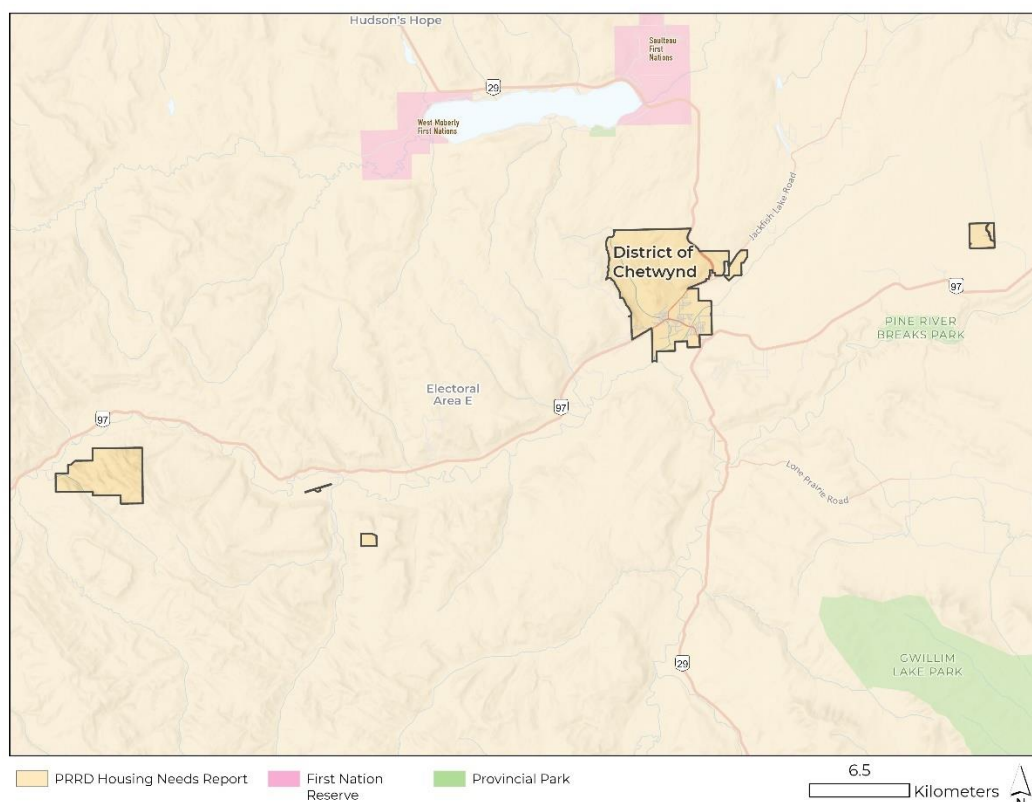 Hudson's Hope
Saulteau
First
Nations
29
West Moberly
First Nations
Jackfish Lake Road
District of
Chetwynd
97
PINE RIVER
BREAKS PARK
Electoral
Area E
97
97
Lone Prairie Road
GWILLIM
LAKE PARK
29
PRRD Housing Needs Report
First Nation
Reserve
Provincial Park
6.5
Kilometers
N